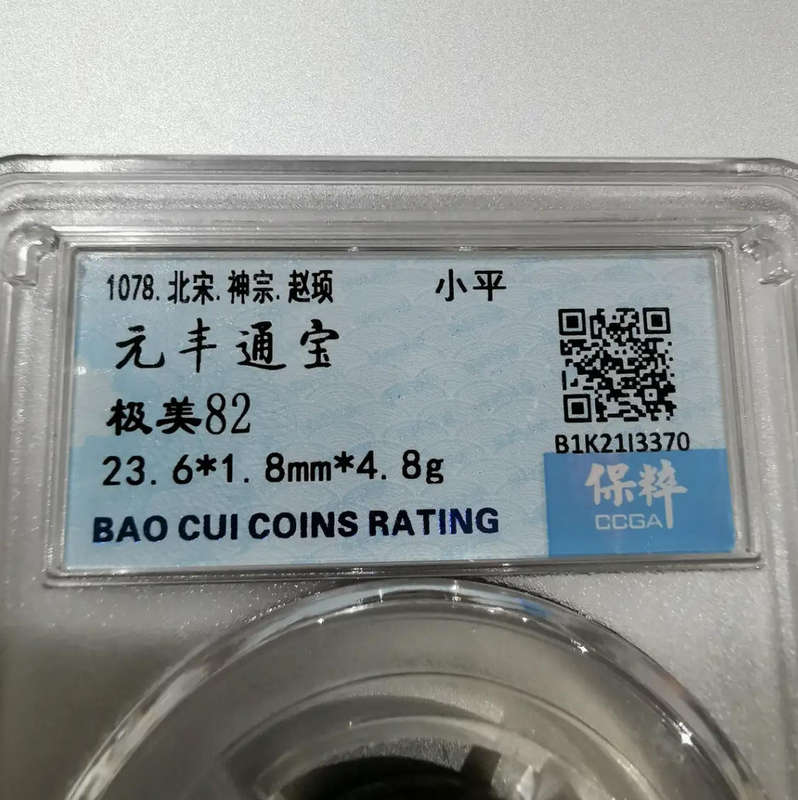 1078.北宋.神宗.赵顼 小平
元丰通宝
极美82
23.6*1.8mm*4.8g
BAO CUI COINS RATING
B1K21I3370
保粹
CCGA